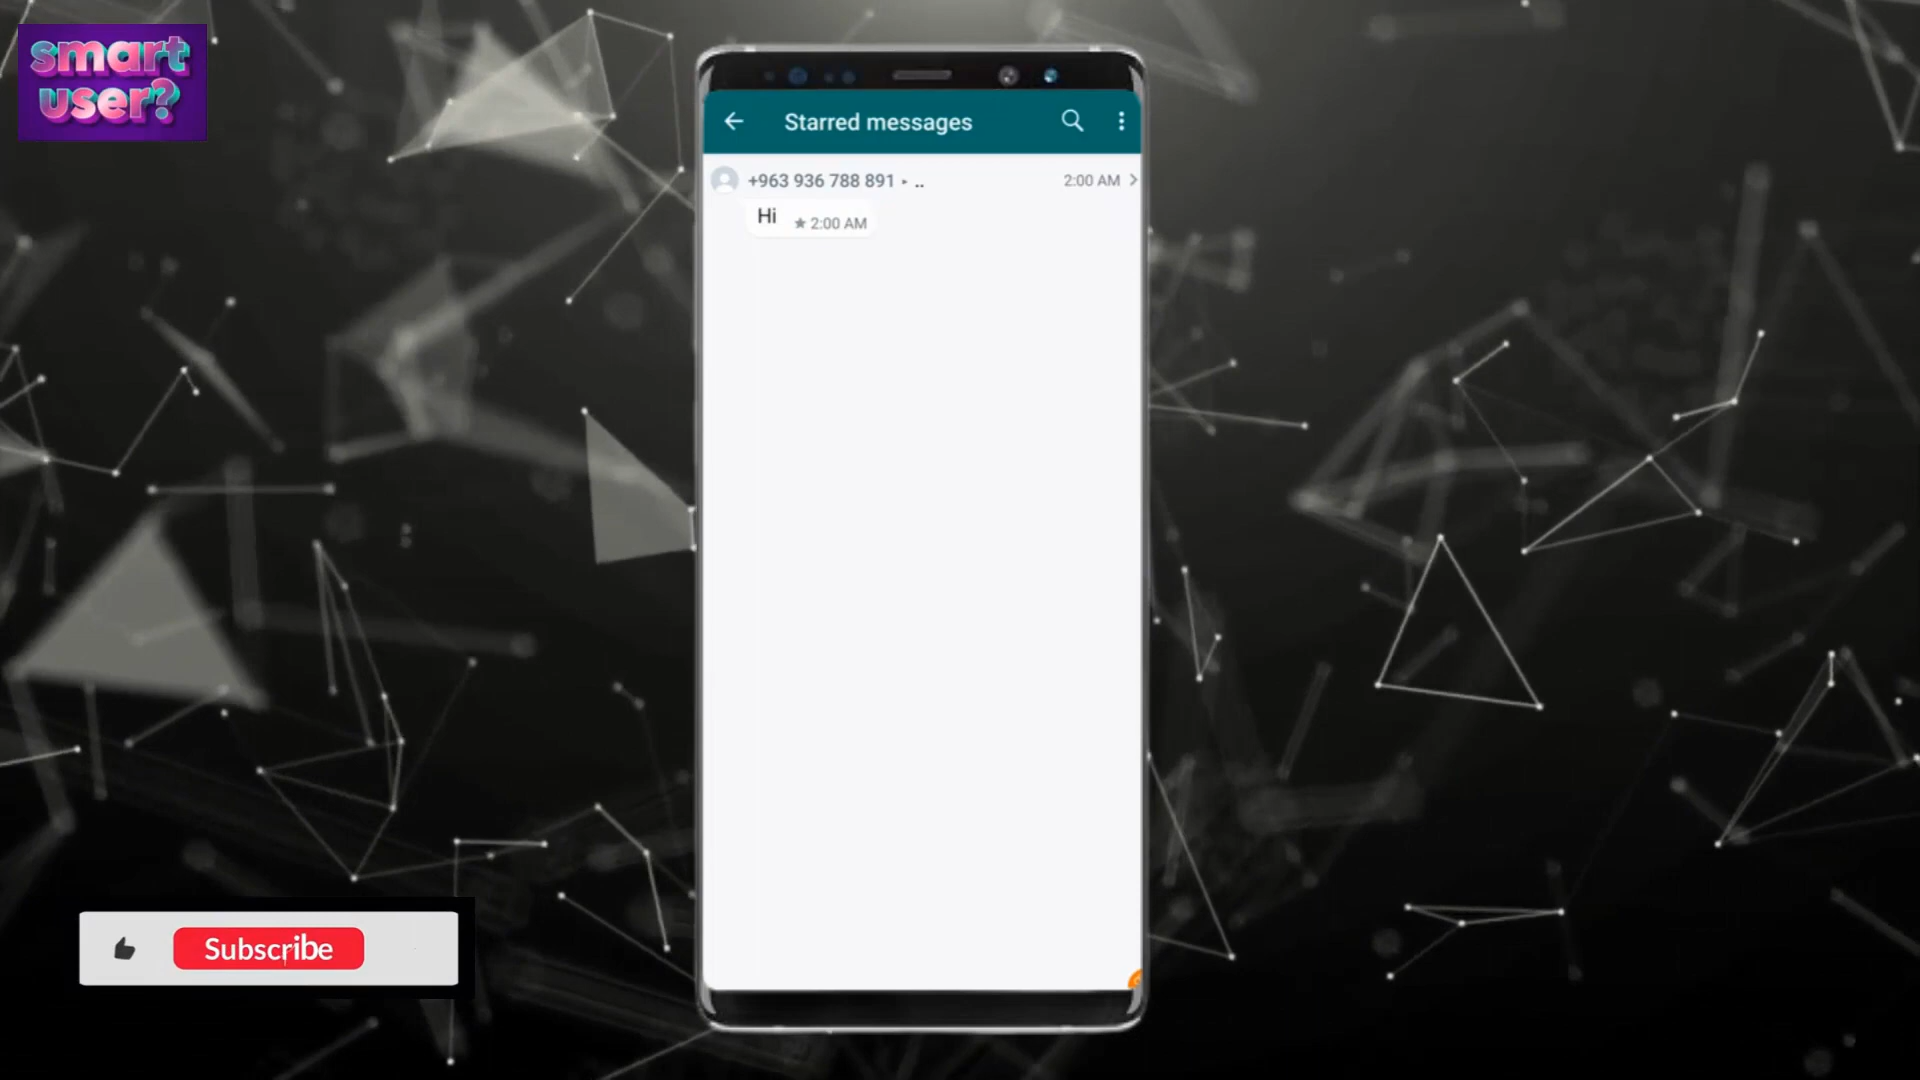 smart
user?
Starred messages
+963 936 788 891 ▸ ..
2:00 AM
Hi
★ 2:00 AM
Subscribe